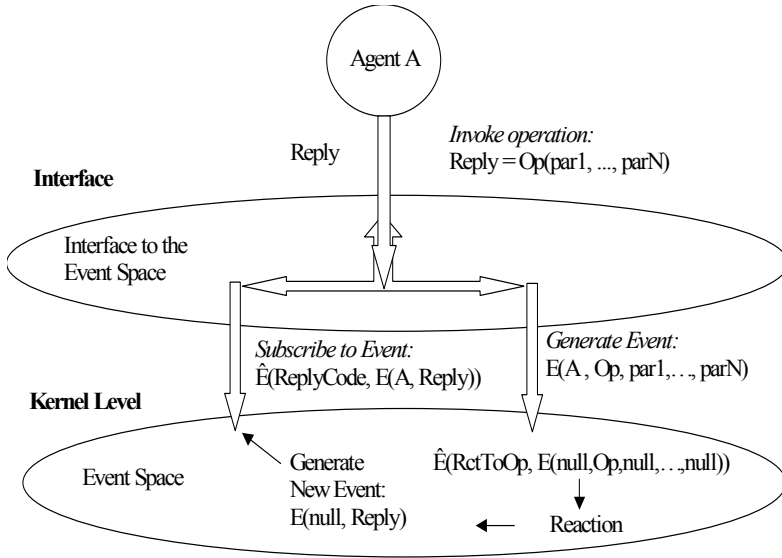 Agent A
Reply
Invoke operation:
Reply = Op(par1, ..., parN)
Interface
Interface to the
Event Space
Subscribe to Event:
Ê(ReplyCode, E(A, Reply))
Generate Event:
E(A , Op, par1,…, parN)
Kernel Level
Event Space
Generate
New Event:
E(null, Reply)
Ê(RctToOp, E(null,Op,null,…,null))
Reaction